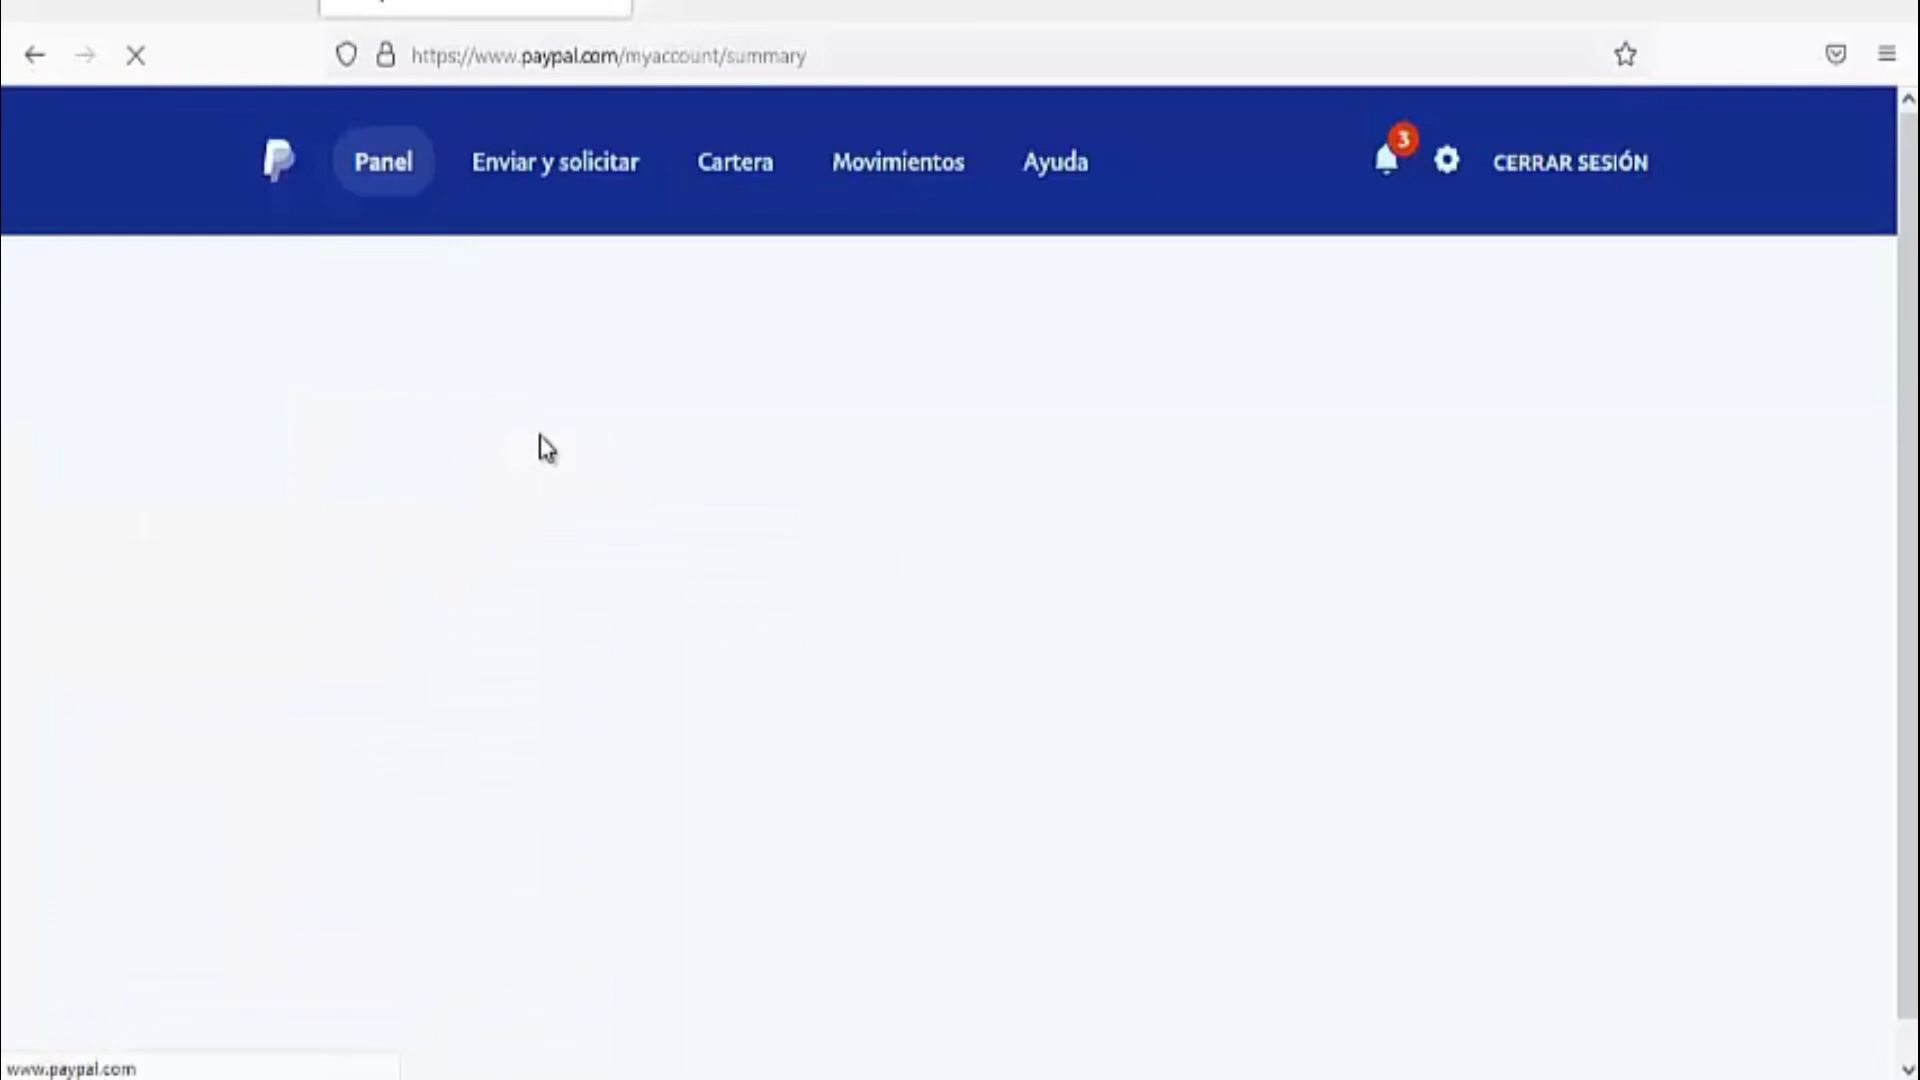 https://www.paypal.com/myaccount/summary
Panel
Enviar y solicitar
Cartera
Movimientos
Ayuda
3
CERRAR SESIÓN
www.paypal.com